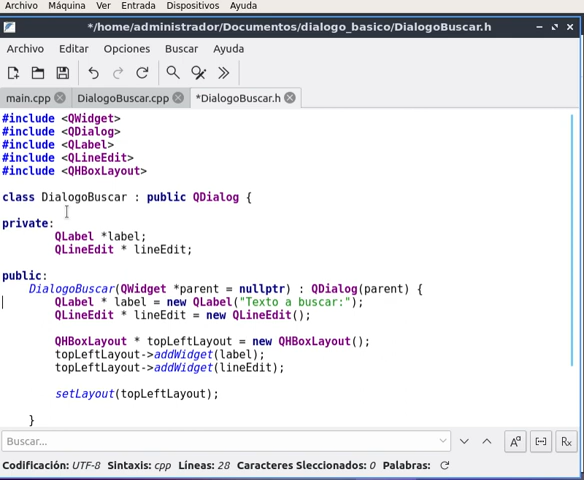 Archivo Máquina Ver Entrada Dispositivos Ayuda
*/home/administrador/Documentos/dialogo_basico/DialogoBuscar.h
Archivo Editar Opciones Buscar Ayuda
main.cpp DialogoBuscar.cpp *DialogoBuscar.h
#include <QWidget>
#include <QDialog>
#include <QLabel>
#include <QLineEdit>
#include <QHBoxLayout>
class DialogoBuscar : public QDialog {
private:
QLabel *label;
QLineEdit * lineEdit;
public:
DialogoBuscar(QWidget *parent = nullptr) : QDialog(parent) {
QLabel * label = new QLabel("Texto a buscar:");
QLineEdit * lineEdit = new QLineEdit();
QHBoxLayout * topLeftLayout = new QHBoxLayout();
topLeftLayout->addWidget(label);
topLeftLayout->addWidget(lineEdit);
setLayout(topLeftLayout);
}
Buscar... Aª Rx
Codificación: UTF-8 Sintaxis: cpp Líneas: 28 Caracteres Seleccionados: 0 Palabras: